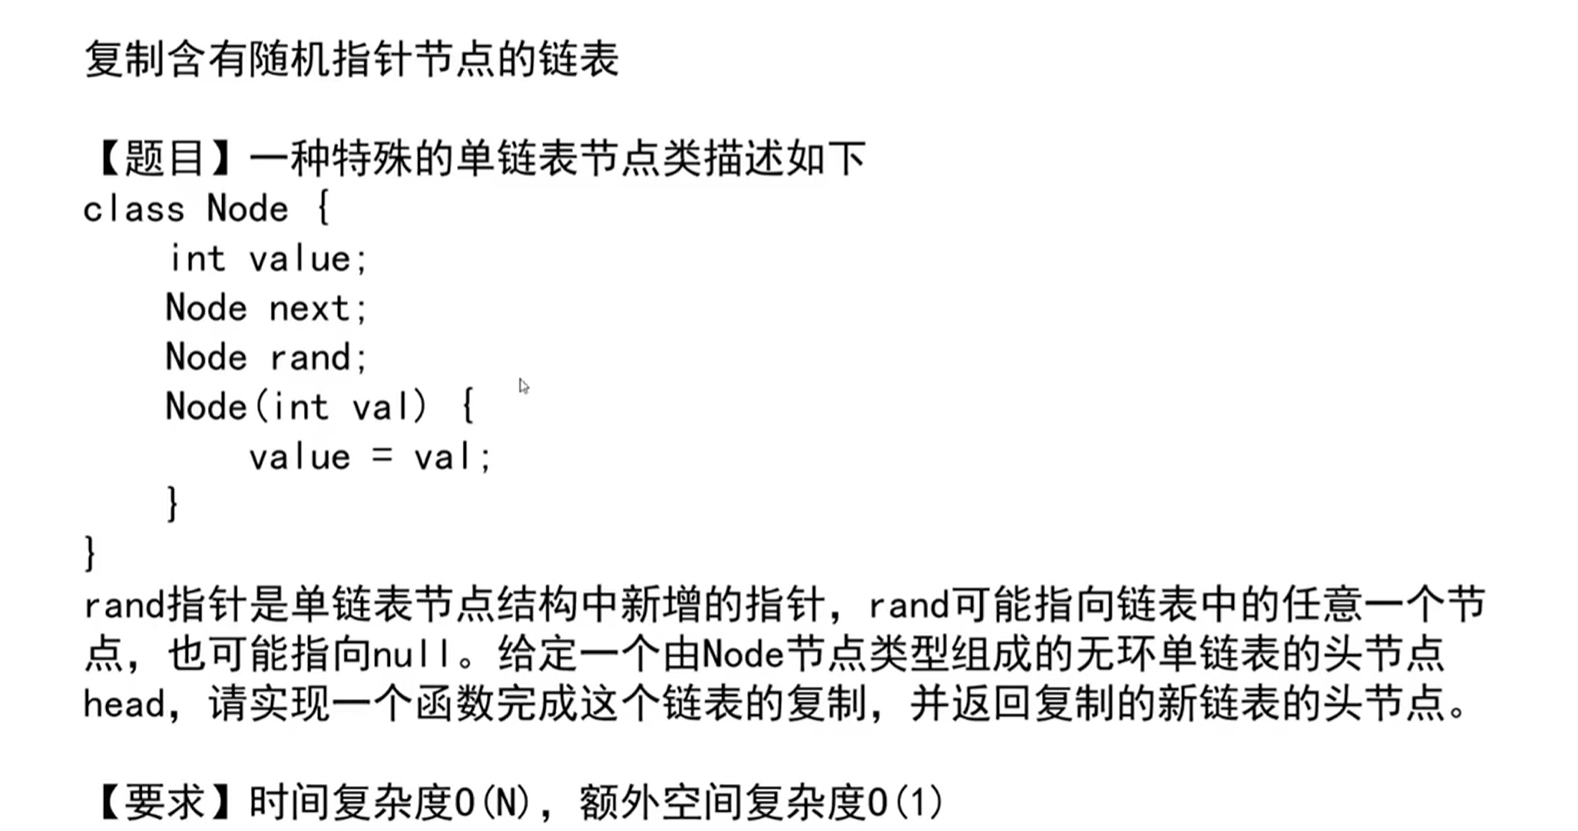 复制含有随机指针节点的链表
【题目】一种特殊的单链表节点类描述如下
class Node {
    int value;
    Node next;
    Node rand;
    Node(int val) {
        value = val;
    }
}
rand指针是单链表节点结构中新增的指针，rand可能指向链表中的任意一个节
点，也可能指向null。给定一个由Node节点类型组成的无环单链表的头节点
head，请实现一个函数完成这个链表的复制，并返回复制的新链表的头节点。
【要求】时间复杂度O(N)，额外空间复杂度O(1)